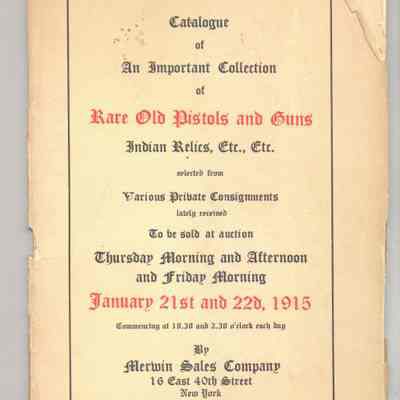 Catalogue
of
An Important Collection
of
Rare Old Pistols and Guns
Indian Relics, Etc., Etc.
selected from
Various Private Consignments
lately received
To be sold at auction
Thursday Morning and Afternoon
and Friday Morning
January 21st and 22d, 1915
Commencing at 10.30 and 2.30 o'clock each day
By
Merwin Sales Company
16 East 40th Street
New York